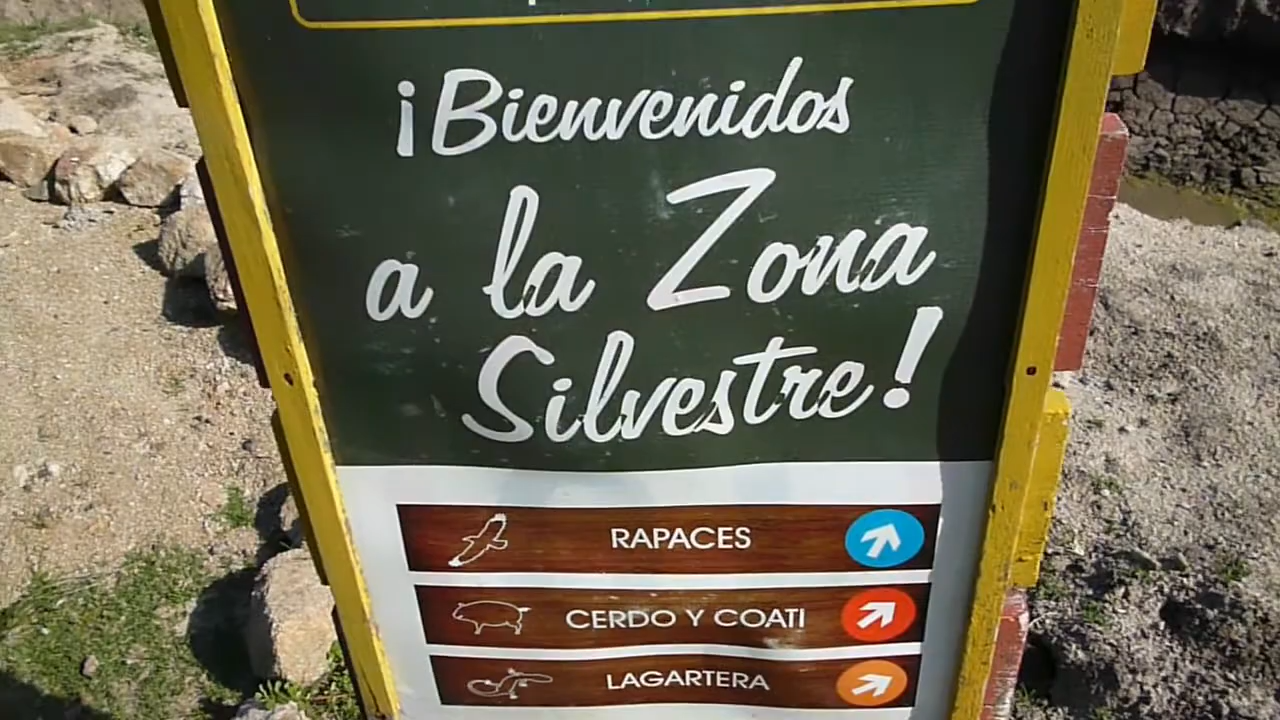 ¡Bienvenidos
a la Zona
Silvestre!
RAPACES
CERDO Y COATI
LAGARTERA